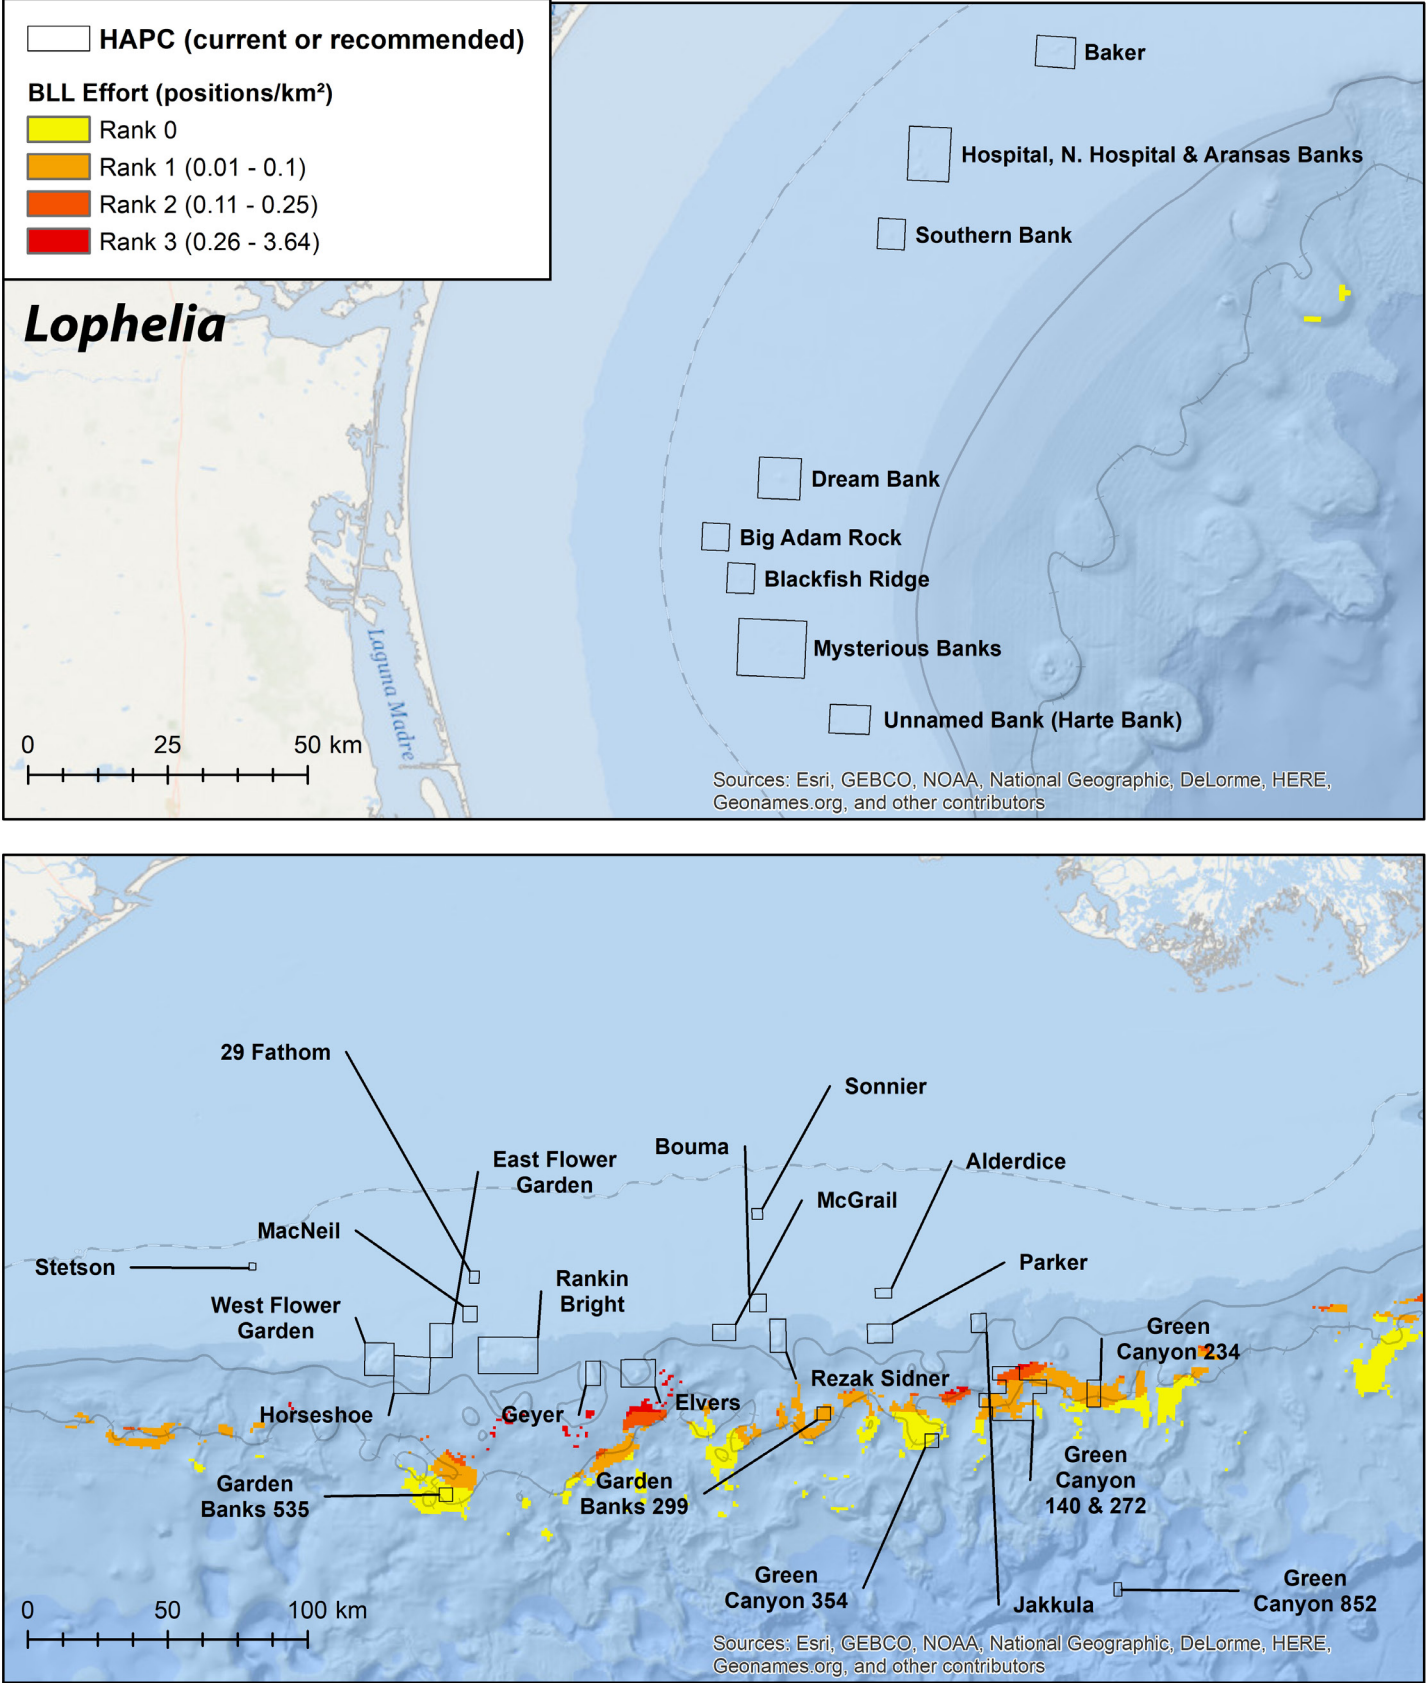 HAPC (current or recommended)
BLL Effort (positions/km²)
Rank 0
Rank 1 (0.01 - 0.1)
Rank 2 (0.11 - 0.25)
Rank 3 (0.26 - 3.64)
Lophelia
Baker
Hospital, N. Hospital & Aransas Banks
Southern Bank
Dream Bank
Big Adam Rock
Blackfish Ridge
Mysterious Banks
Unnamed Bank (Harte Bank)
Laguna Madre
0 25 50 km
Sources: Esri, GEBCO, NOAA, National Geographic, DeLorme, HERE,
Geonames.org, and other contributors
29 Fathom
Sonnier
Bouma
East Flower
Garden
Alderdice
McGrail
MacNeil
Stetson
Parker
Rankin
Bright
West Flower
Garden
Green
Canyon 234
Rezak Sidner
Elvers
Horseshoe
Geyer
Garden
Banks 535
Garden
Banks 299
Green
Canyon
140 & 272
Green
Canyon 354
Jakkula
Green
Canyon 852
0 50 100 km
Sources: Esri, GEBCO, NOAA, National Geographic, DeLorme, HERE,
Geonames.org, and other contributors